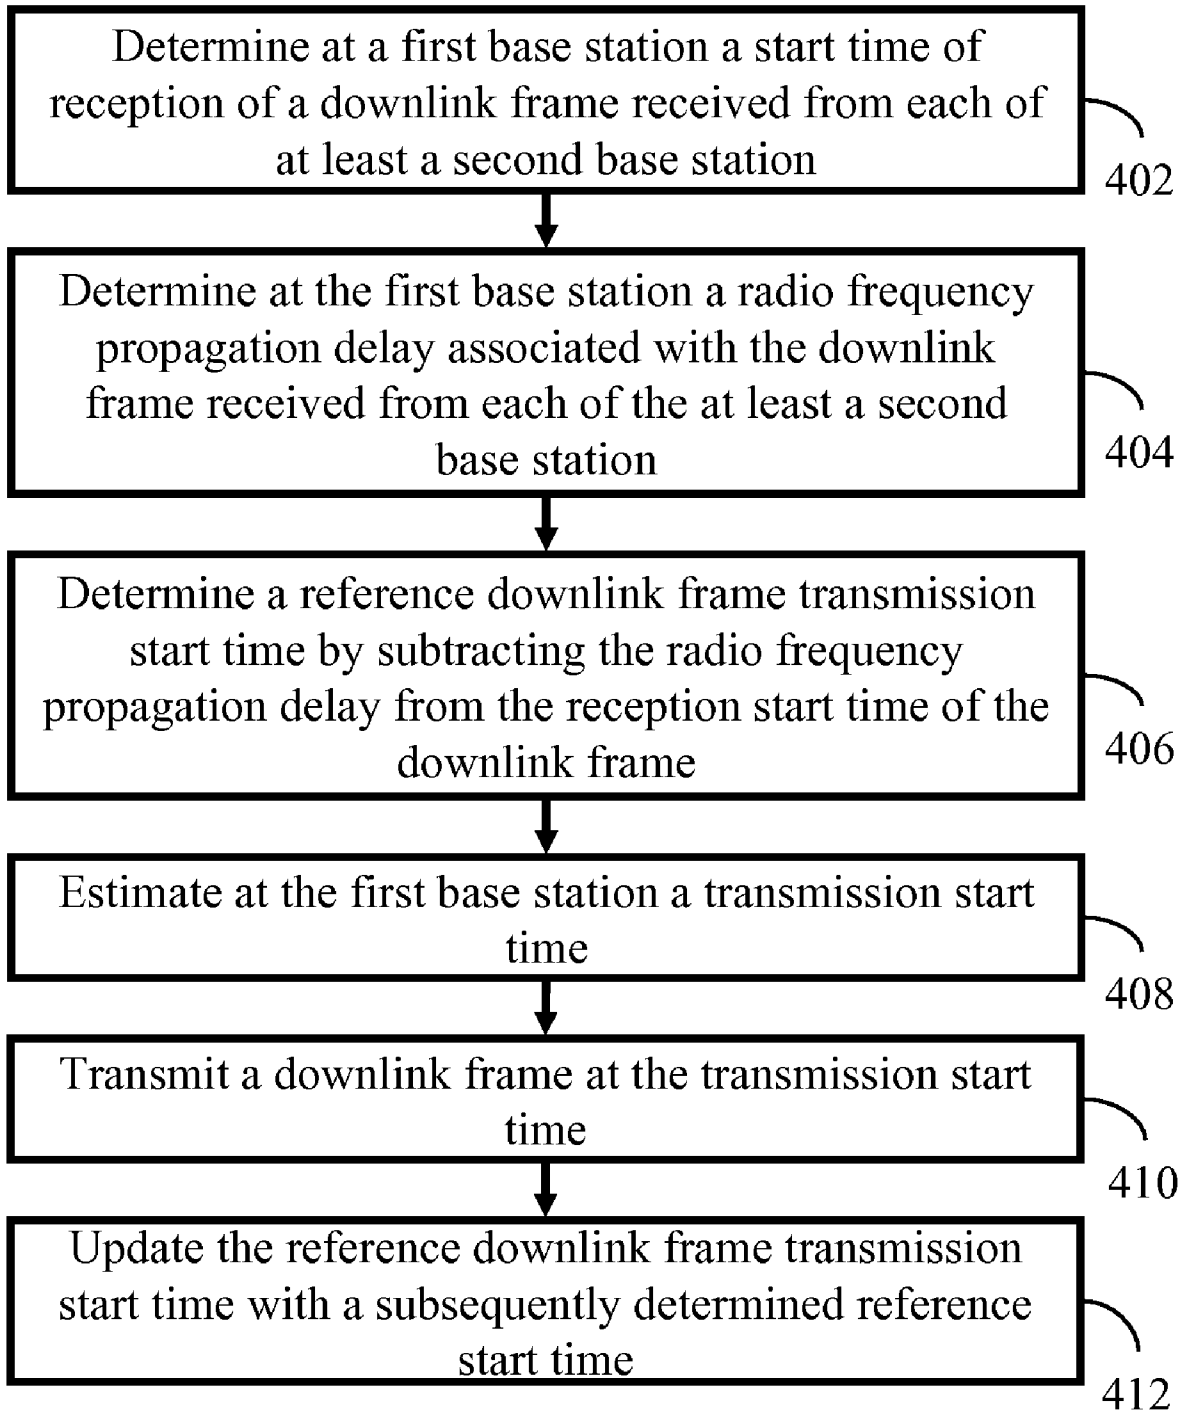 Determine at a first base station a start time of
reception of a downlink frame received from each of
at least a second base station
402
Determine at the first base station a radio frequency
propagation delay associated with the downlink
frame received from each of the at least a second
base station
404
Determine a reference downlink frame transmission
start time by subtracting the radio frequency
propagation delay from the reception start time of the
downlink frame
406
Estimate at the first base station a transmission start
time
408
Transmit a downlink frame at the transmission start
time
410
Update the reference downlink frame transmission
start time with a subsequently determined reference
start time
412